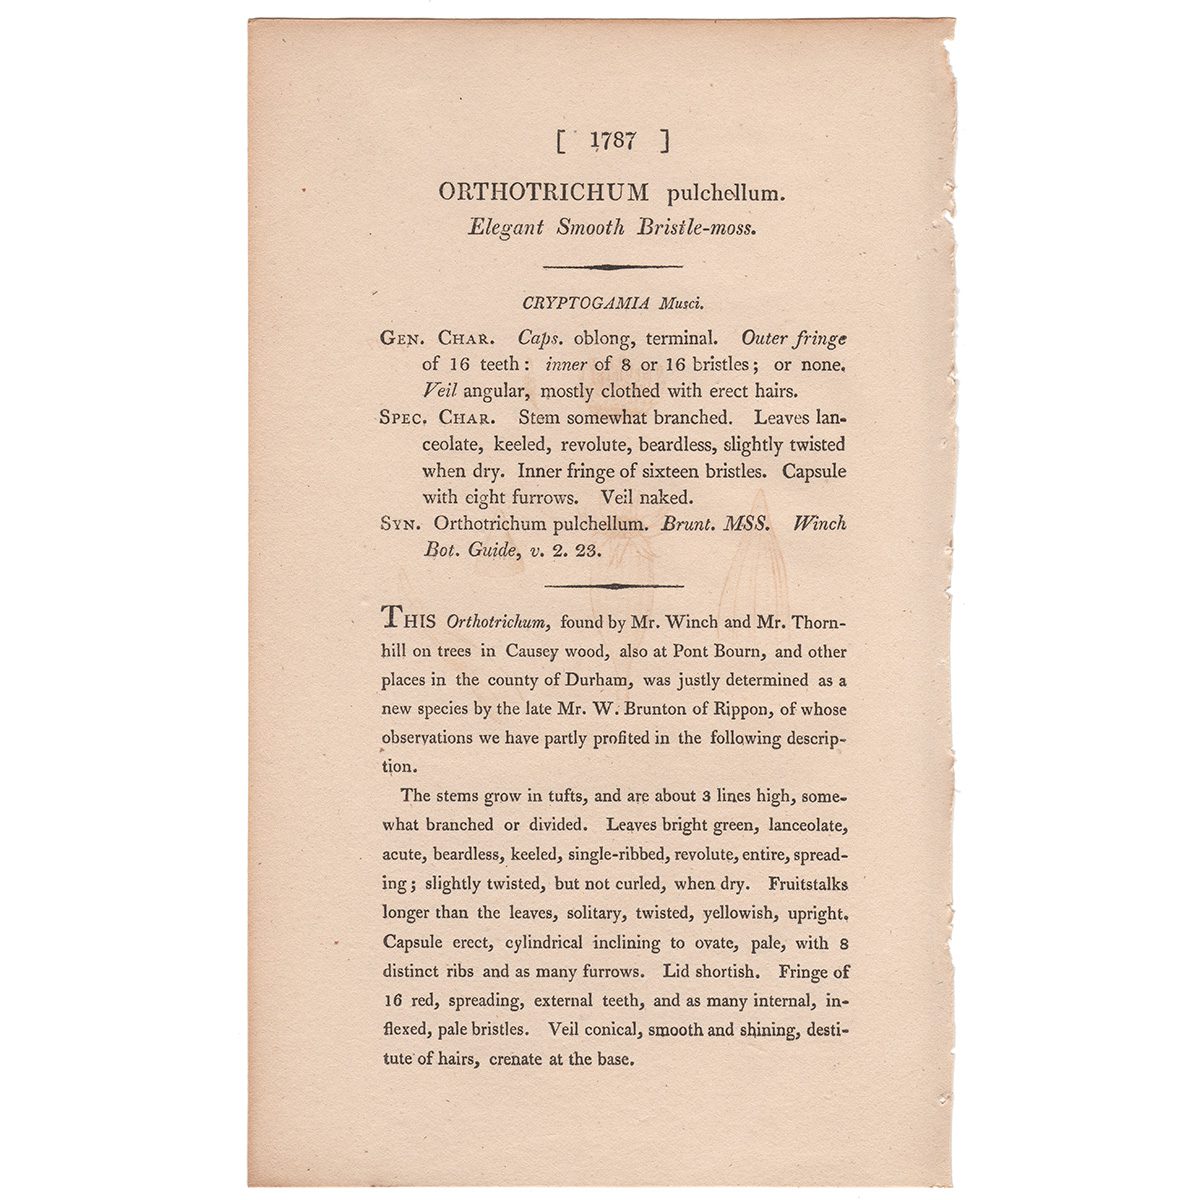 [ 1787 ]
ORTHOTRICHUM pulchellum.
Elegant Smooth Bristle-moss.
CRYPTOGAMIA Musci.
GEN. CHAR. Caps. oblong, terminal. Outer fringe
of 16 teeth: inner of 8 or 16 bristles; or none.
Veil angular, mostly clothed with erect hairs.
SPEC. CHAR. Stem somewhat branched. Leaves lan-
ceolate, keeled, revolute, beardless, slightly twisted
when dry. Inner fringe of sixteen bristles. Capsule
with eight furrows. Veil naked.
SYN. Orthotrichum pulchellum. Brunt. MSS. Winch
Bot. Guide, v. 2. 23.
THIS Orthotrichum, found by Mr. Winch and Mr. Thorn-
hill on trees in Causey wood, also at Pont Bourn, and other
places in the county of Durham, was justly determined as a
new species by the late Mr. W. Brunton of Rippon, of whose
observations we have partly profited in the following descrip-
tion.
The stems grow in tufts, and are about 3 lines high, some-
what branched or divided. Leaves bright green, lanceolate,
acute, beardless, keeled, single-ribbed, revolute, entire, spread-
ing; slightly twisted, but not curled, when dry. Fruitstalks
longer than the leaves, solitary, twisted, yellowish, upright.
Capsule erect, cylindrical inclining to ovate, pale, with 8
distinct ribs and as many furrows. Lid shortish. Fringe of
16 red, spreading, external teeth, and as many internal, in-
flexed, pale bristles. Veil conical, smooth and shining, desti-
tute of hairs, crenate at the base.